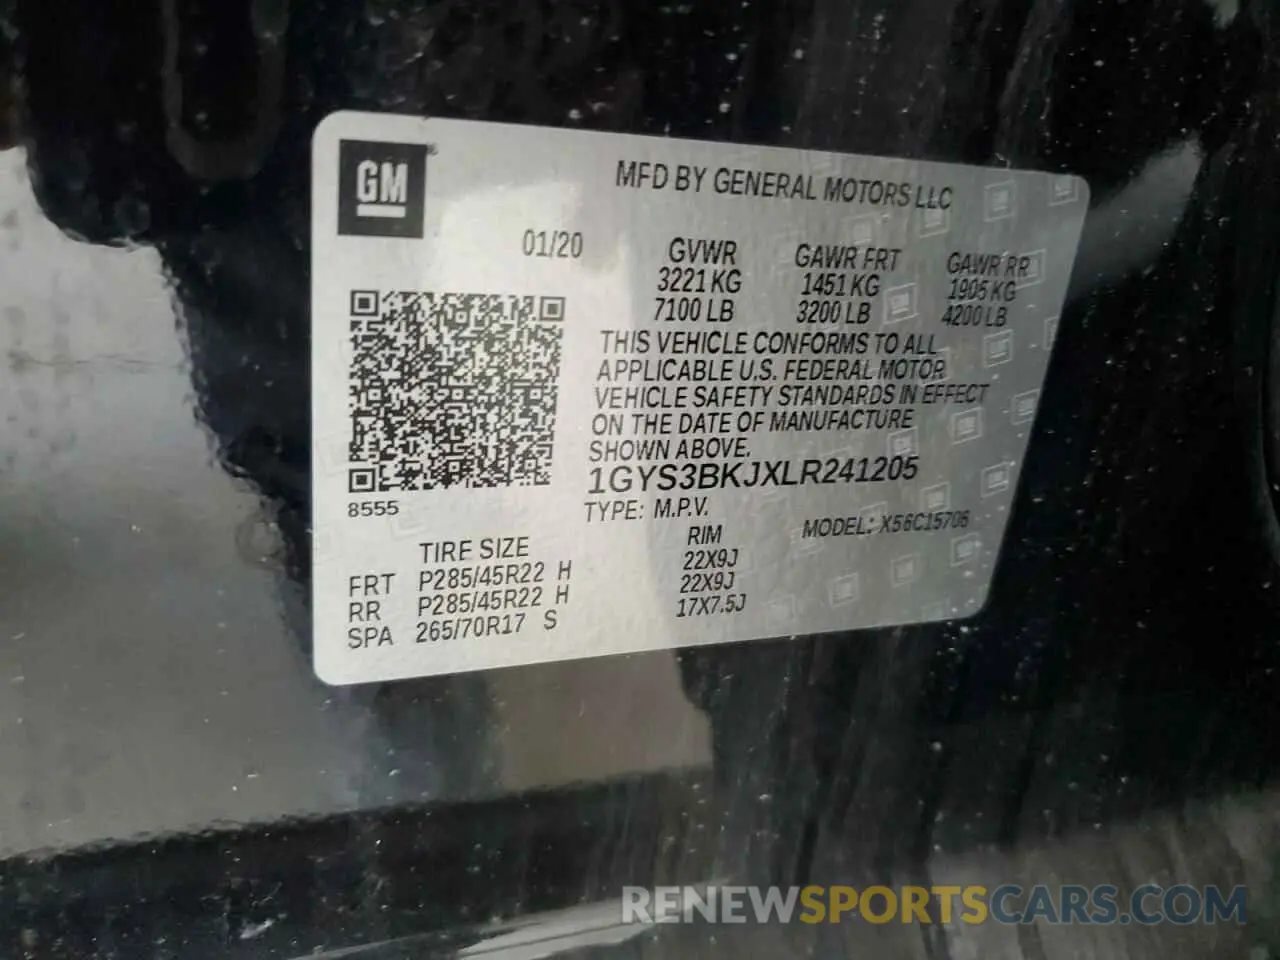 GM
MFD BY GENERAL MOTORS LLC
01/20
GVWR GAWR FRT GAWR RR
3221 KG 1451 KG 1905 KG
7100 LB 3200 LB 4200 LB
THIS VEHICLE CONFORMS TO ALL
APPLICABLE U.S. FEDERAL MOTOR
VEHICLE SAFETY STANDARDS IN EFFECT
ON THE DATE OF MANUFACTURE
SHOWN ABOVE.
1GYS3BKJXLR241205
8555
TYPE: M.P.V. MODEL: X56C15706
TIRE SIZE RIM
FRT P285/45R22 H 22X9J
RR P285/45R22 H 22X9J
SPA 265/70R17 S 17X7.5J
RENEWSPORTSCARS.COM